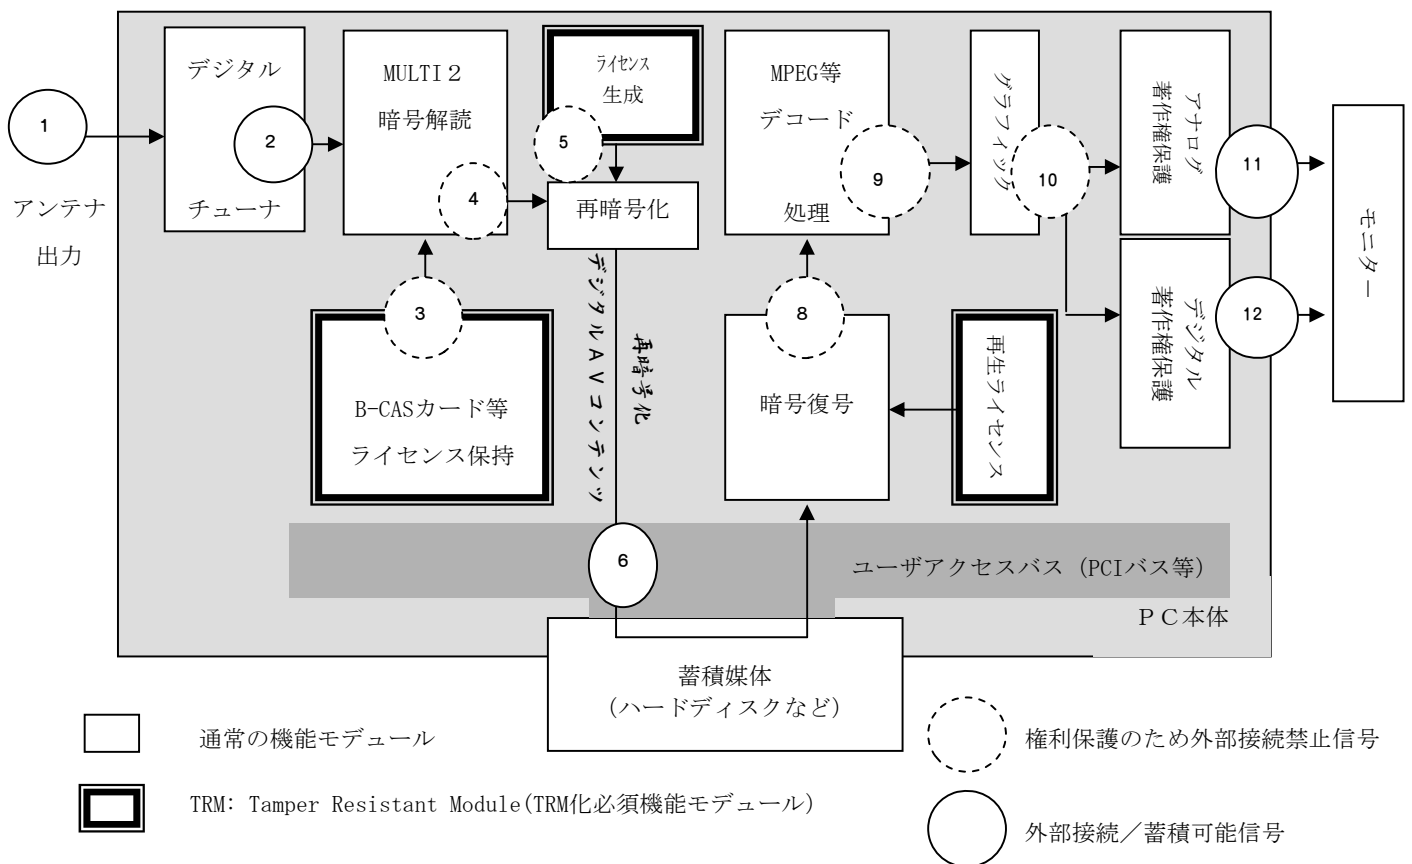 1
アンテナ
出力
デジタル
2
チューナ
MULTI２
暗号解読
4
3
B-CASカード等
ライセンス保持
ライセンス
生成
5
再暗号化
デジタルＡＶコンテンツ
再暗号化
6
MPEG等
デコード
9
処理
8
暗号復号
再生ライセンス
グラフィック
10
アナログ
著作権保護
11
デジタル
著作権保護
12
モニター
ユーザアクセスバス（PCIバス等）
ＰＣ本体
蓄積媒体
（ハードディスクなど）
通常の機能モデュール
TRM: Tamper Resistant Module(TRM化必須機能モデュール)
権利保護のため外部接続禁止信号
外部接続／蓄積可能信号